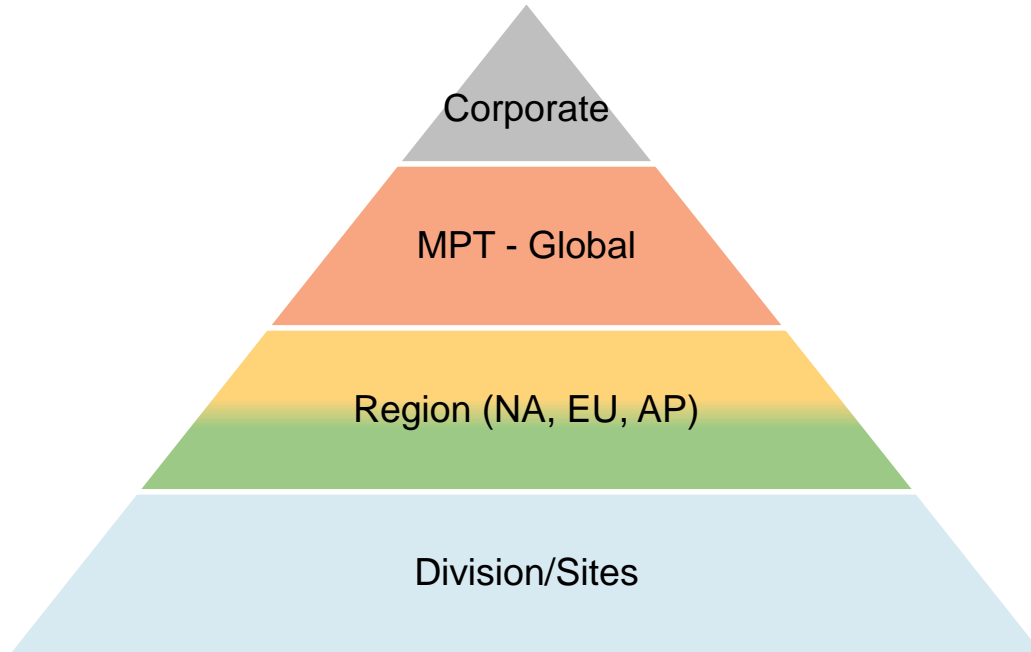 Corporate
MPT - Global
Region (NA, EU, AP)
Division/Sites